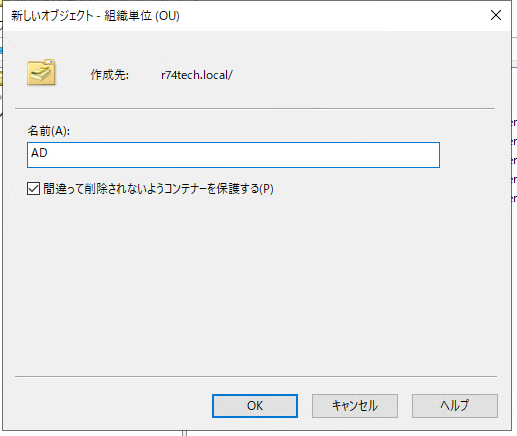 新しいオブジェクト - 組織単位 (OU)
作成先: r74tech.local/
名前(A):
AD
間違って削除されないようコンテナーを保護する(P)
OK キャンセル ヘルプ